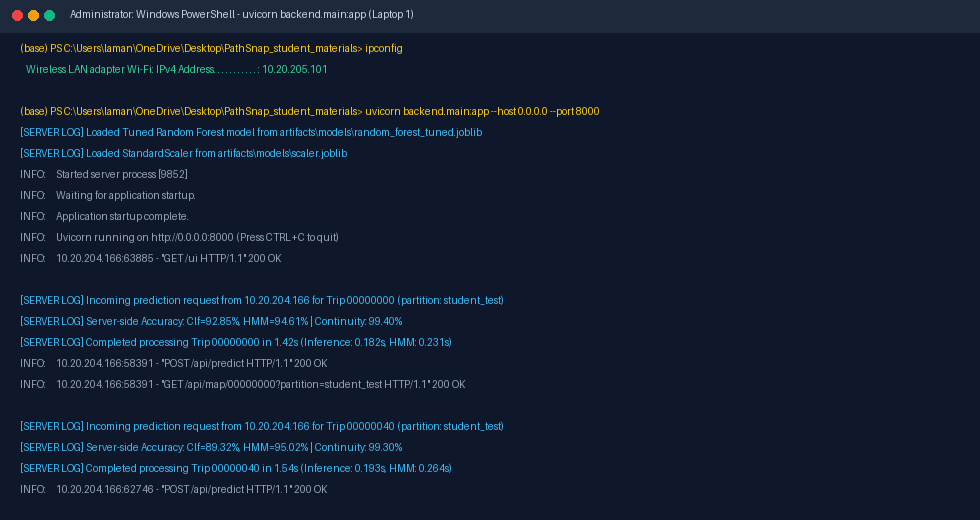 Administrator: Windows PowerShell - uvicorn backend.main:app (Laptop 1)
(base) PS C:\Users\laman\OneDrive\Desktop\PathSnap_student_materials> ipconfig
Wireless LAN adapter Wi-Fi: IPv4 Address. . . . . . . . . . . : 10.20.205.101
(base) PS C:\Users\laman\OneDrive\Desktop\PathSnap_student_materials> uvicorn backend.main:app --host 0.0.0.0 --port 8000
[SERVER LOG] Loaded Tuned Random Forest model from artifacts\models\random_forest_tuned.joblib
[SERVER LOG] Loaded StandardScaler from artifacts\models\scaler.joblib
INFO: Started server process [9852]
INFO: Waiting for application startup.
INFO: Application startup complete.
INFO: Uvicorn running on http://0.0.0.0:8000 (Press CTRL+C to quit)
INFO: 10.20.204.166:63885 - "GET /ui HTTP/1.1" 200 OK
[SERVER LOG] Incoming prediction request from 10.20.204.166 for Trip 00000000 (partition: student_test)
[SERVER LOG] Server-side Accuracy: Clf=92.85%, HMM=94.61% | Continuity: 99.40%
[SERVER LOG] Completed processing Trip 00000000 in 1.42s (Inference: 0.182s, HMM: 0.231s)
INFO: 10.20.204.166:58391 - "POST /api/predict HTTP/1.1" 200 OK
INFO: 10.20.204.166:58391 - "GET /api/map/00000000?partition=student_test HTTP/1.1" 200 OK
[SERVER LOG] Incoming prediction request from 10.20.204.166 for Trip 00000040 (partition: student_test)
[SERVER LOG] Server-side Accuracy: Clf=89.32%, HMM=95.02% | Continuity: 99.30%
[SERVER LOG] Completed processing Trip 00000040 in 1.54s (Inference: 0.193s, HMM: 0.264s)
INFO: 10.20.204.166:62746 - "POST /api/predict HTTP/1.1" 200 OK